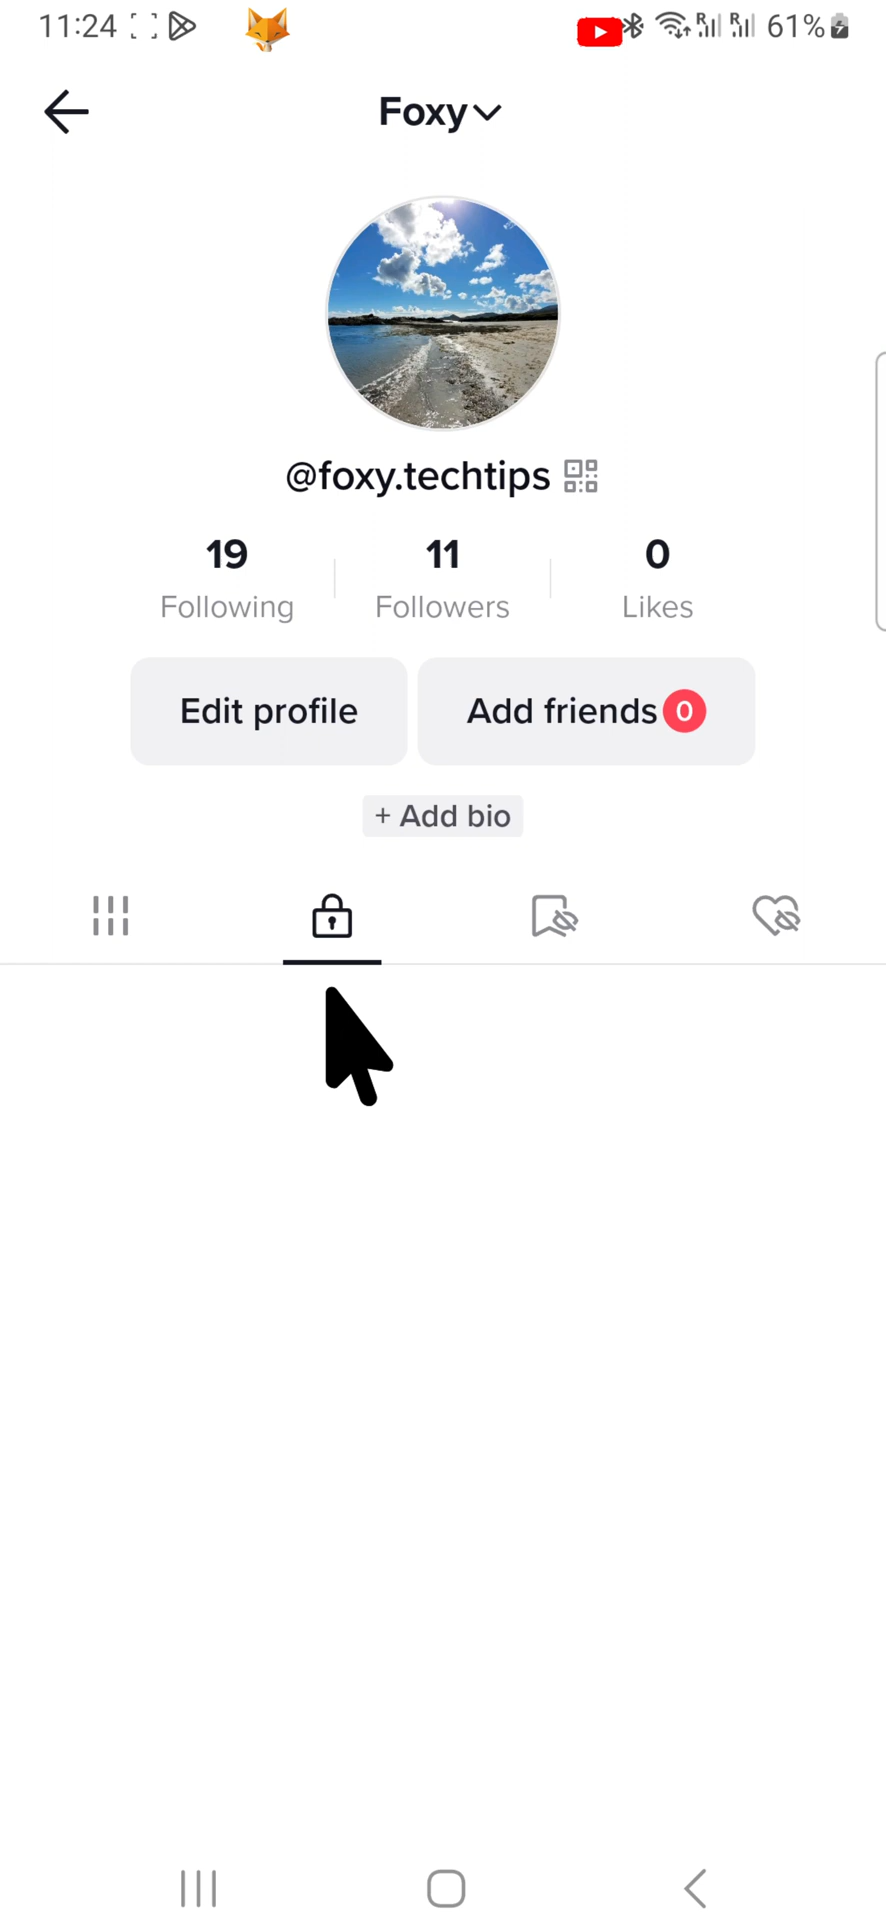 11:24 61%
Foxy
@foxy.techtips
19 11 0
Following Followers Likes
Edit profile Add friends 0
+ Add bio